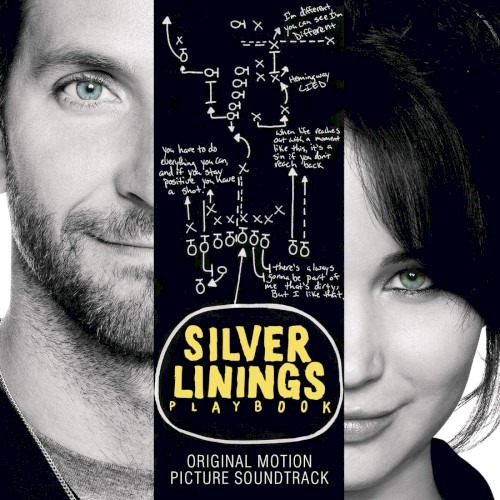 I'm different,
you can see I'm
Different
Hemingway
LIED
when life reaches
out with a moment
like this, it's a
sin if you don't
reach back
you have to do
everything you can,
and if you stay
positive you have
a shot.
there's always
gonna be part of
me that's dirty,
But I like that.
SILVER
LININGS
PLAYBOOK
ORIGINAL MOTION
PICTURE SOUNDTRACK